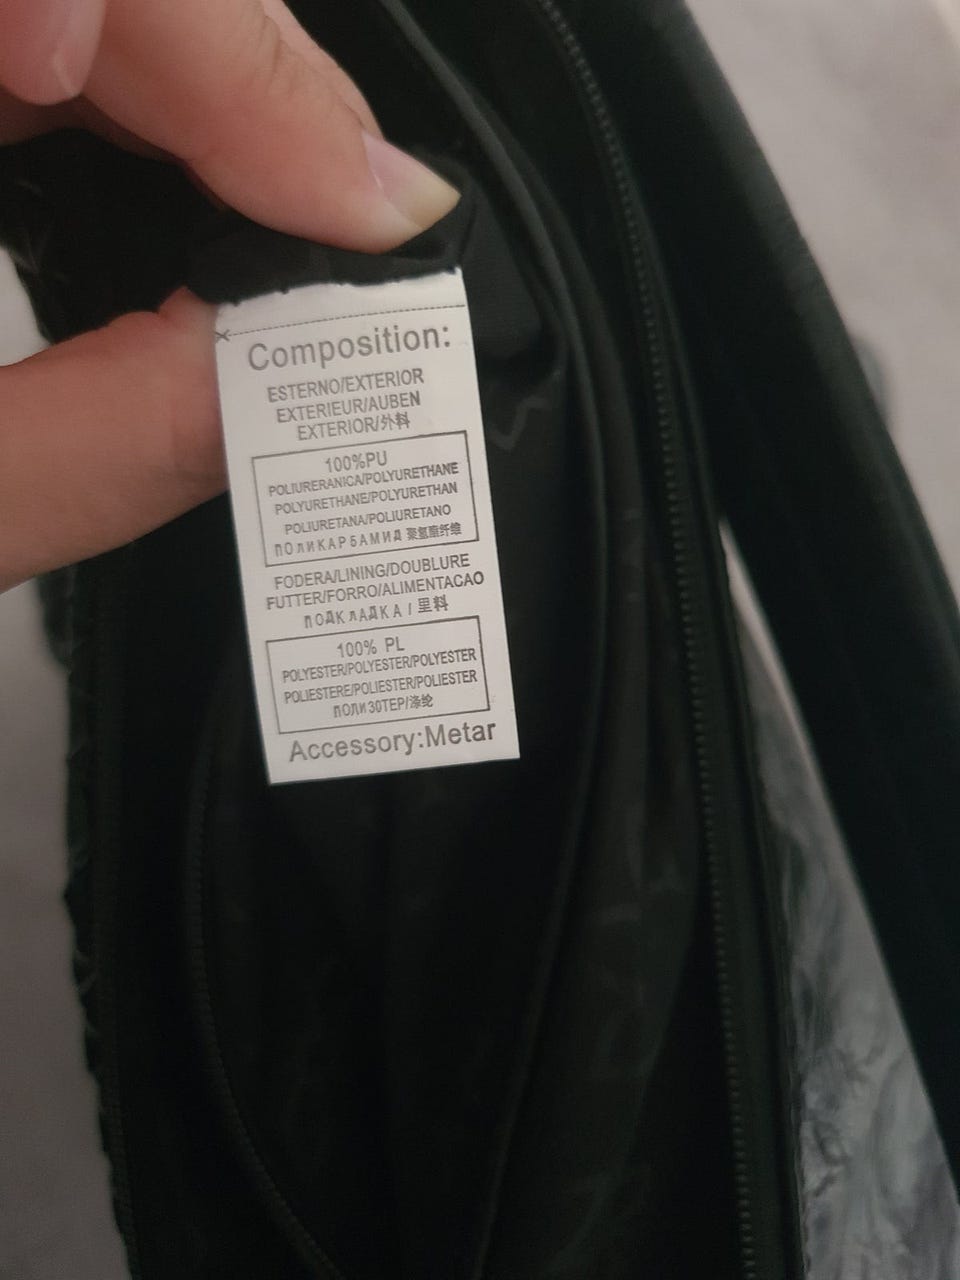 Composition:
ESTERNO/EXTERIOR
EXTERIEUR/AUBEN
EXTERIOR/外料
100%PU
POLIURERANICA/POLYURETHANE
POLYURETHANE/POLYURETHAN
POLIURETANA/POLIURETANO
ПОлИКАРБАМИД 聚氨酯纤维
FODERA/LINING/DOUBLURE
FUTTER/FORRO/ALIMENTACAO
ПОДКлАДКА/里料
100% PL
POLYESTER/POLYESTER/POLYESTER
POLIESTERE/POLIESTER/POLIESTER
ПОЛиЗОТЕР/涤纶
Accessory:Metar